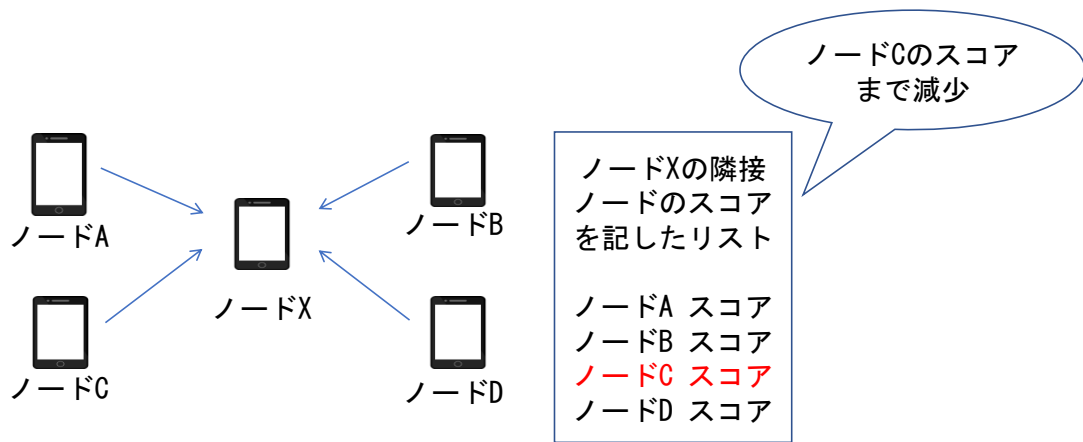 ノードCのスコア
まで減少
ノードA
ノードB
ノードX
ノードC
ノードD
ノードXの隣接
ノードのスコア
を記したリスト
ノードA スコア
ノードB スコア
ノードC スコア
ノードD スコア